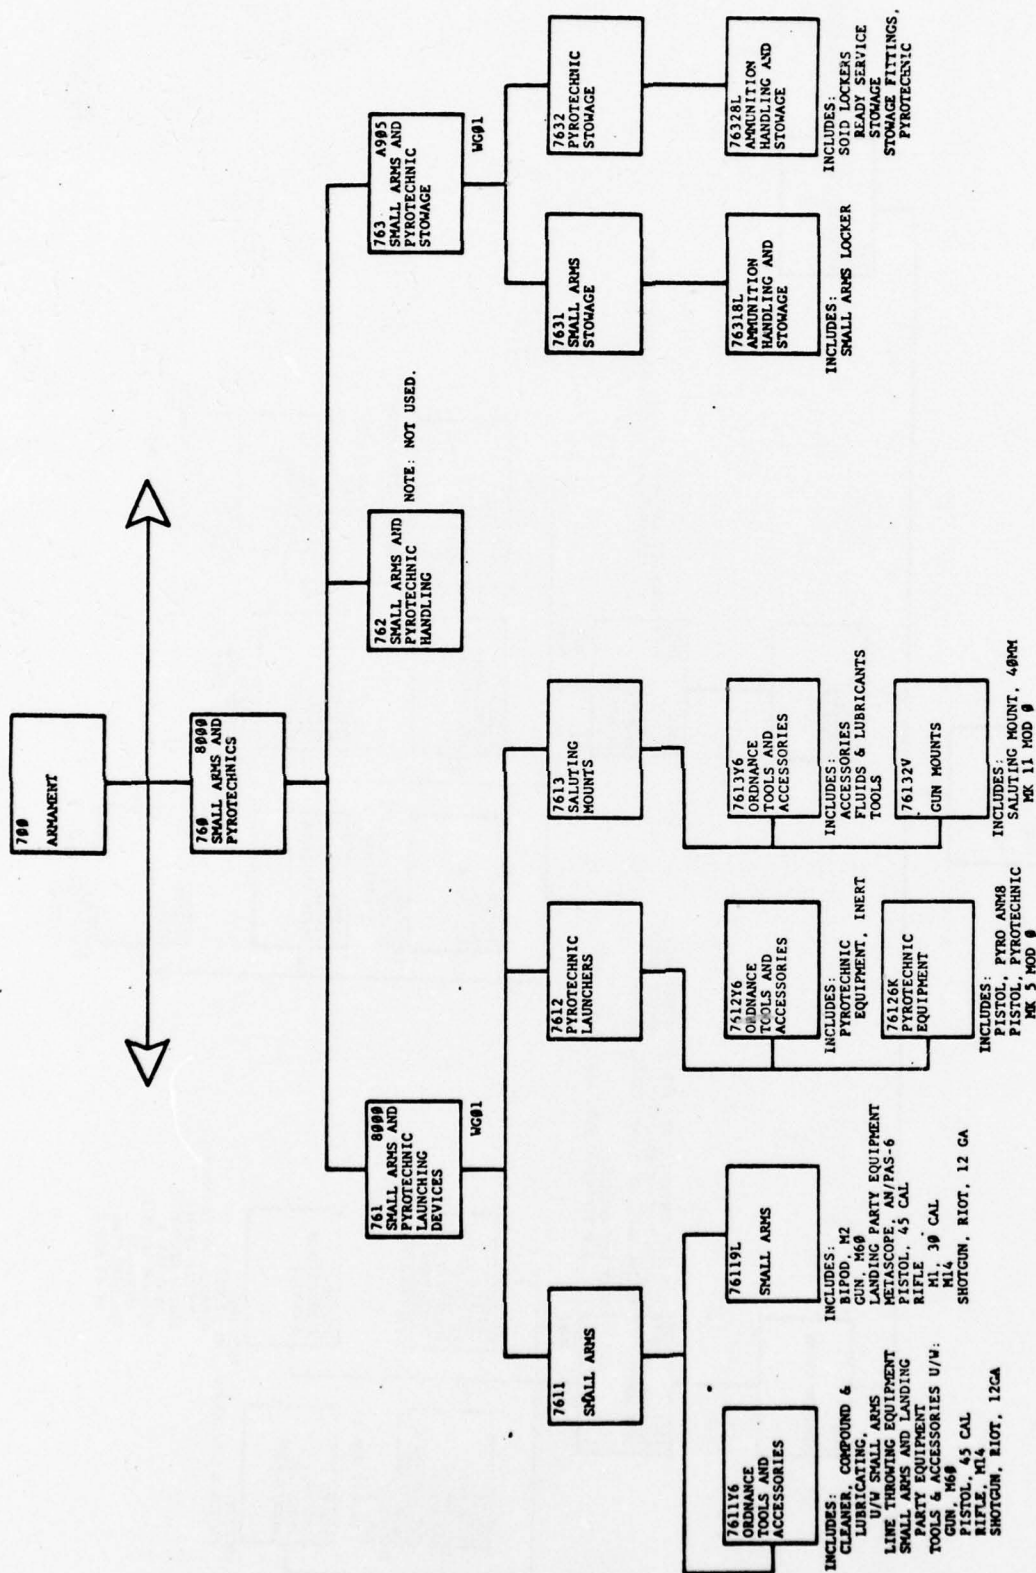 700
ARMAMENT
760 8000
SMALL ARMS AND
PYROTECHNICS
761 8000
SMALL ARMS AND
PYROTECHNIC
LAUNCHING
DEVICES
WG01
762
SMALL ARMS AND
PYROTECHNIC
HANDLING
NOTE: NOT USED.
763 A905
SMALL ARMS AND
PYROTECHNIC
STOWAGE
WG01
7611
SMALL ARMS
7612
PYROTECHNIC
LAUNCHERS
7613
SALUTING
MOUNTS
7631
SMALL ARMS
STOWAGE
7632
PYROTECHNIC
STOWAGE
7611Y6
ORDNANCE
TOOLS AND
ACCESSORIES
INCLUDES:
CLEANER, COMPOUND &
LUBRICATING,
U/W SMALL ARMS
LINE THROWING EQUIPMENT
SMALL ARMS AND LANDING
PARTY EQUIPMENT
TOOLS & ACCESSORIES U/W:
GUN, M60
PISTOL, 45 CAL
RIFLE, M14
SHOTGUN, RIOT, 12GA
76119L
SMALL ARMS
INCLUDES:
BIPOD, M2
GUN, M60
LANDING PARTY EQUIPMENT
METASCOPE, AN/PAS-6
PISTOL, 45 CAL
RIFLE
M1, 30 CAL
M14
SHOTGUN, RIOT, 12 GA
7612Y6
ORDNANCE
TOOLS AND
ACCESSORIES
INCLUDES:
PYROTECHNIC
EQUIPMENT, INERT
76126K
PYROTECHNIC
EQUIPMENT
INCLUDES:
PISTOL, PYRO ANM8
PISTOL, PYROTECHNIC
MK 5 MOD 0
7613Y6
ORDNANCE
TOOLS AND
ACCESSORIES
INCLUDES:
ACCESSORIES
FLUIDS & LUBRICANTS
TOOLS
76132V
GUN MOUNTS
INCLUDES:
SALUTING MOUNT, 40MM
MK 11 MOD 0
76318L
AMMUNITION
HANDLING AND
STOWAGE
INCLUDES:
SMALL ARMS LOCKER
76328L
AMMUNITION
HANDLING AND
STOWAGE
INCLUDES:
SOID LOCKERS
READY SERVICE
STOWAGE
STOWAGE FITTINGS,
PYROTECHNIC